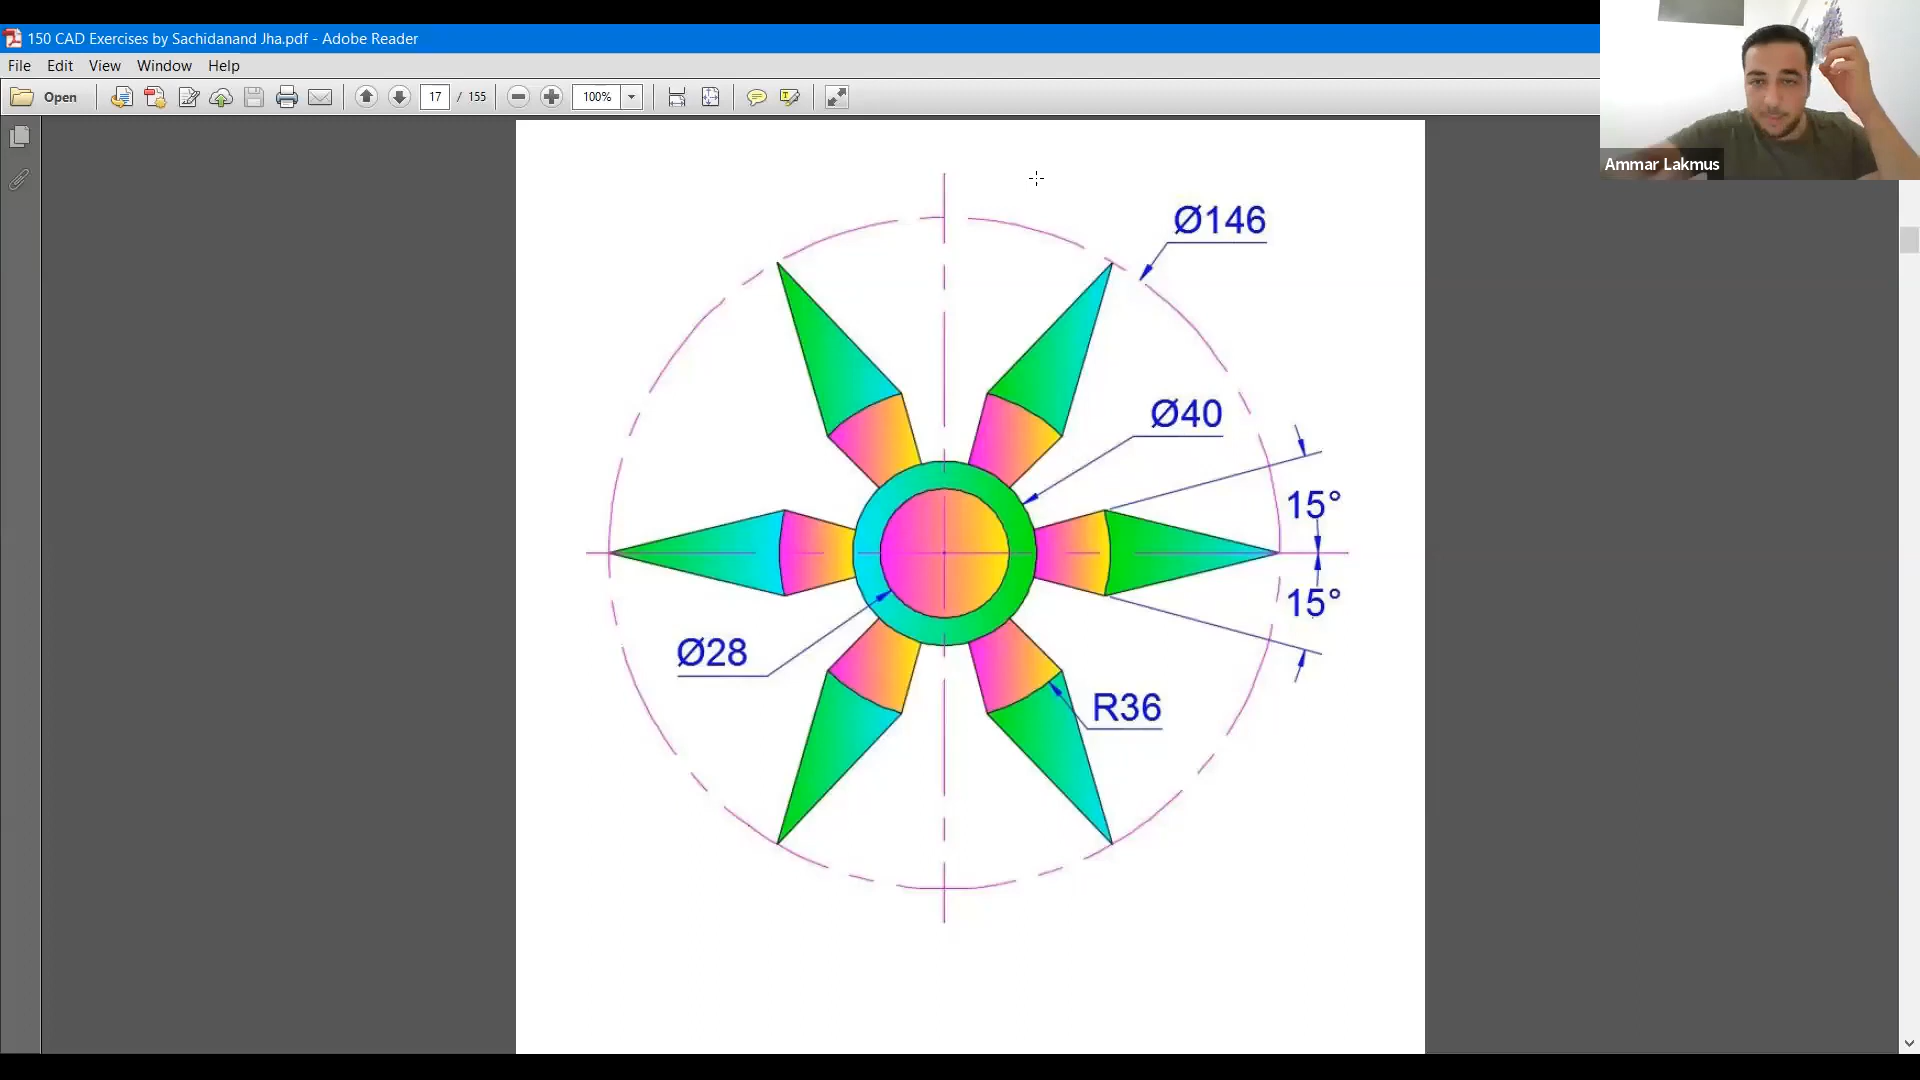 150 CAD Exercises by Sachidanand Jha.pdf - Adobe Reader
File Edit View Window Help
Open 17 / 155 100%
Ammar Lakmus
Ø146
Ø40
15°
15°
Ø28
R36